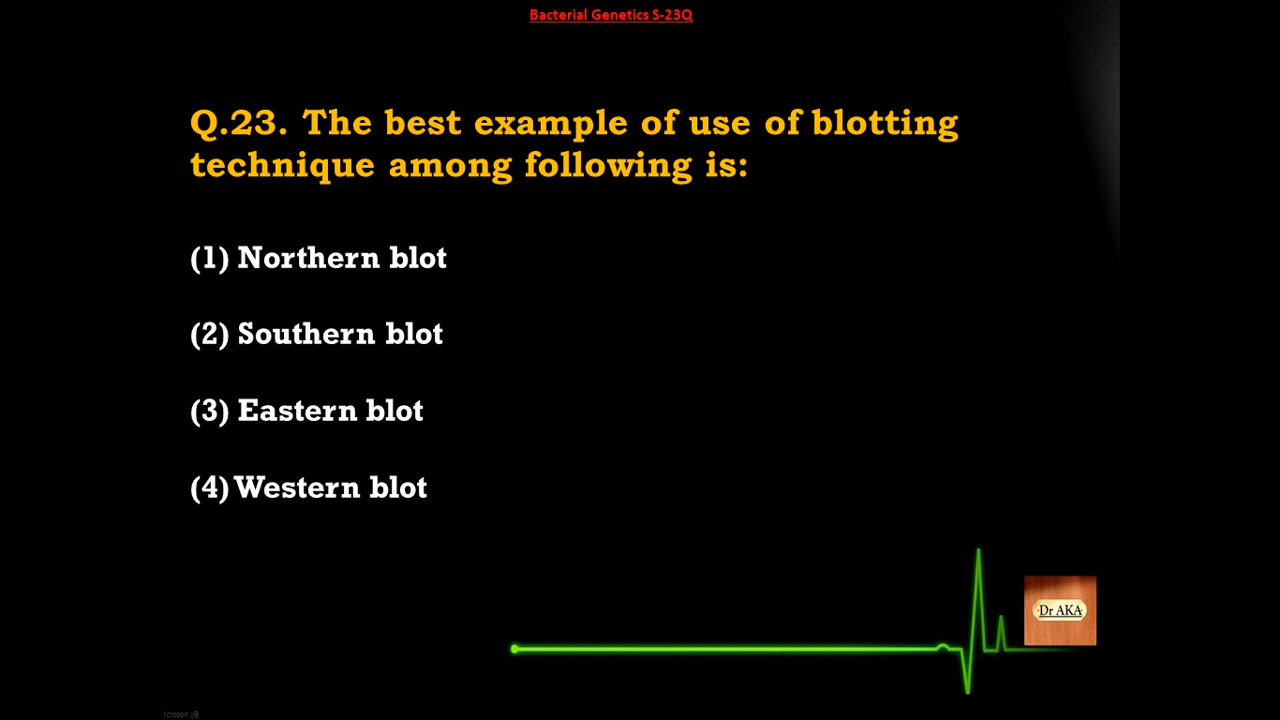 Bacterial Genetics S-23Q
Q.23. The best example of use of blotting
technique among following is:
(1) Northern blot
(2) Southern blot
(3) Eastern blot
(4) Western blot
Dr AKA